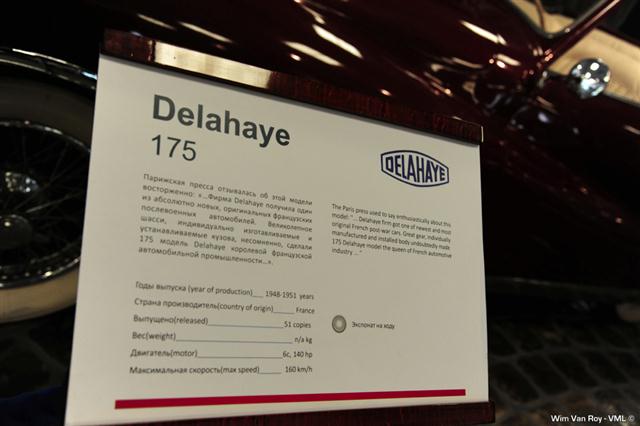 Delahaye
175
DELAHAYE
Парижская пресса отзывалась об этой модели
восторженно: «...Фирма Delahaye получила один
из абсолютно новых, оригинальных французских
послевоенных автомобилей. Великолепное
шасси, индивидуально изготавливаемые и
устанавливаемые кузова, несомненно, сделали
175 модель Delahaye королевой французской
автомобильной промышленности...».
The Paris press used to say enthusiastically about this
model: "... Delahaye firm got one of newest and most
original French post-war cars. Great gear, individually
manufactured and installed body undoubtedly made
175 Delahaye model the queen of French automotive
industry ... "
Годы выпуска (year of production)___ 1948-1951 years
Страна производитель(country of origin)______ France
Выпущено(released)____________________ 51 copies
Вес(weight)____________________________ n/a kg
Двигатель(motor)______________________ 6c, 140 hp
Максимальная скорость(max speed)______ 160 km/h
Экспонат на ходу
Wim Van Roy - VML ©